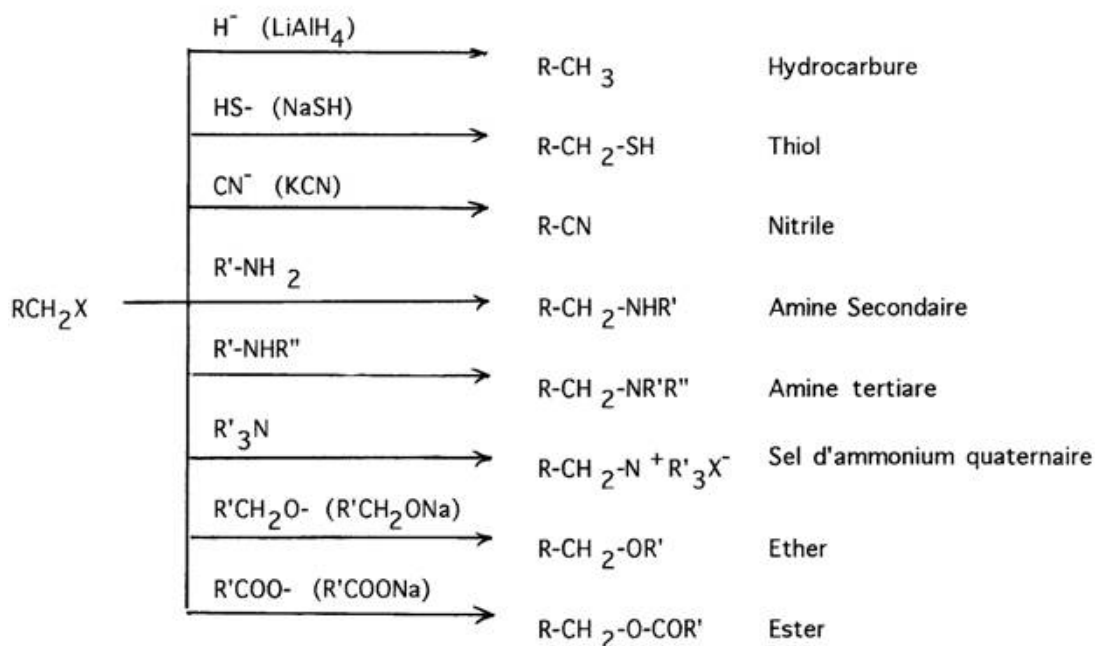 H⁻ (LiAlH₄)
R-CH₃ Hydrocarbure
HS- (NaSH)
R-CH₂-SH Thiol
CN⁻ (KCN)
R-CN Nitrile
R'-NH₂
RCH₂X
R-CH₂-NHR' Amine Secondaire
R'-NHR"
R-CH₂-NR'R" Amine tertiare
R'₃N
R-CH₂-N⁺R'₃X⁻ Sel d'ammonium quaternaire
R'CH₂O- (R'CH₂ONa)
R-CH₂-OR' Ether
R'COO- (R'COONa)
R-CH₂-O-COR' Ester